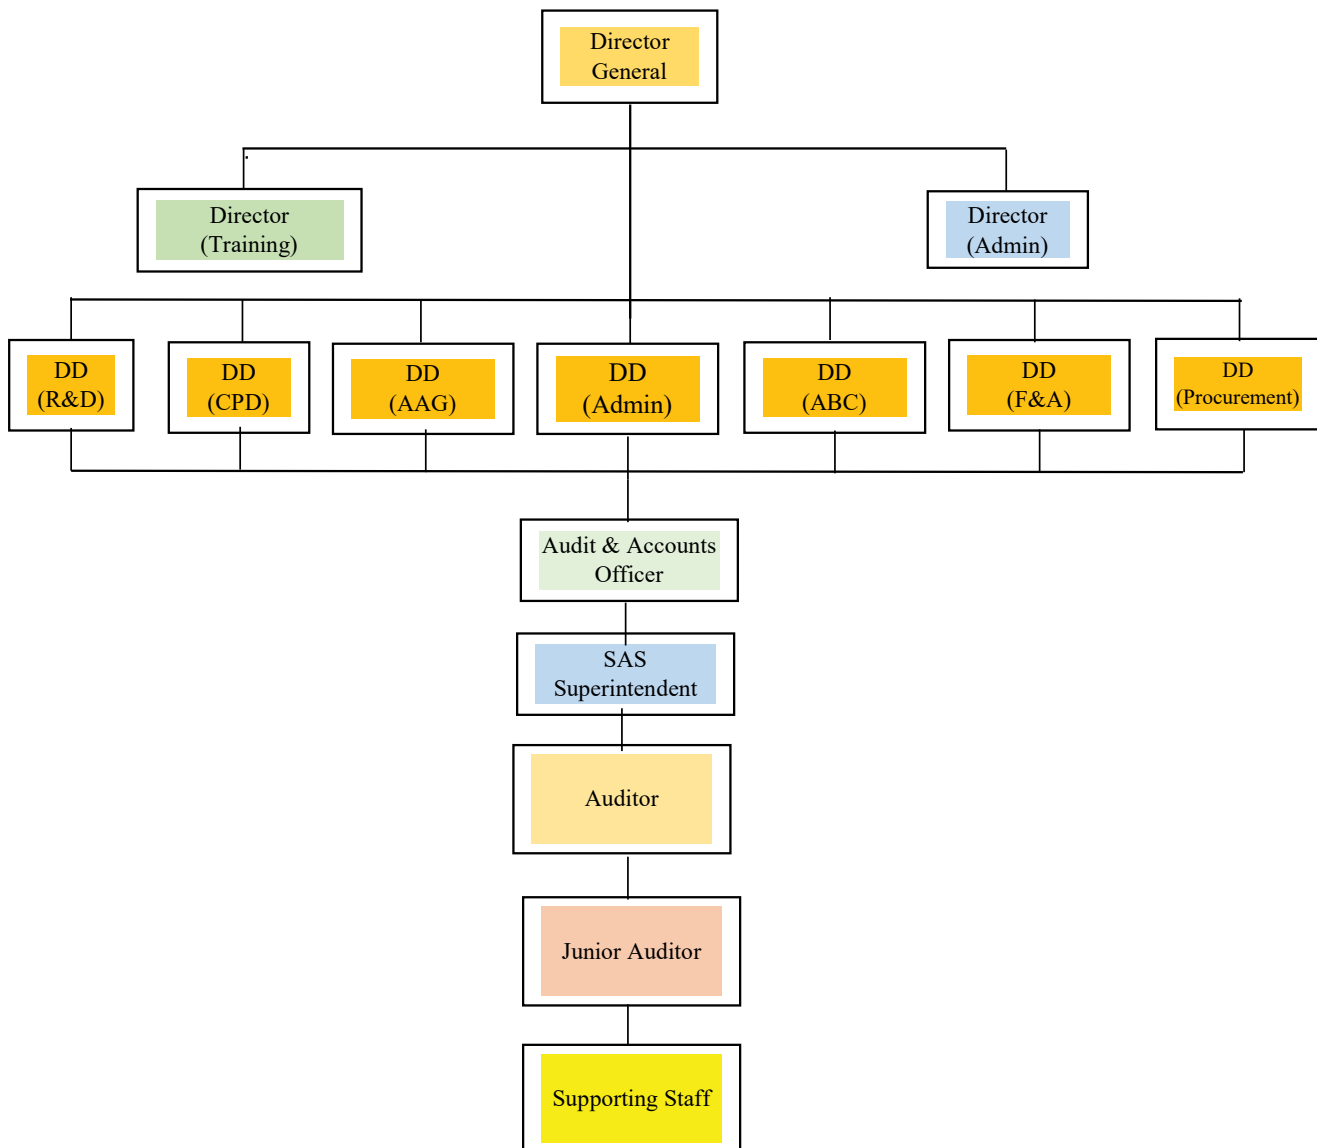 Director
General
Director
(Training)
Director
(Admin)
DD
(R&D)
DD
(CPD)
DD
(AAG)
DD
(Admin)
DD
(ABC)
DD
(F&A)
DD
(Procurement)
Audit & Accounts
Officer
SAS
Superintendent
Auditor
Junior Auditor
Supporting Staff